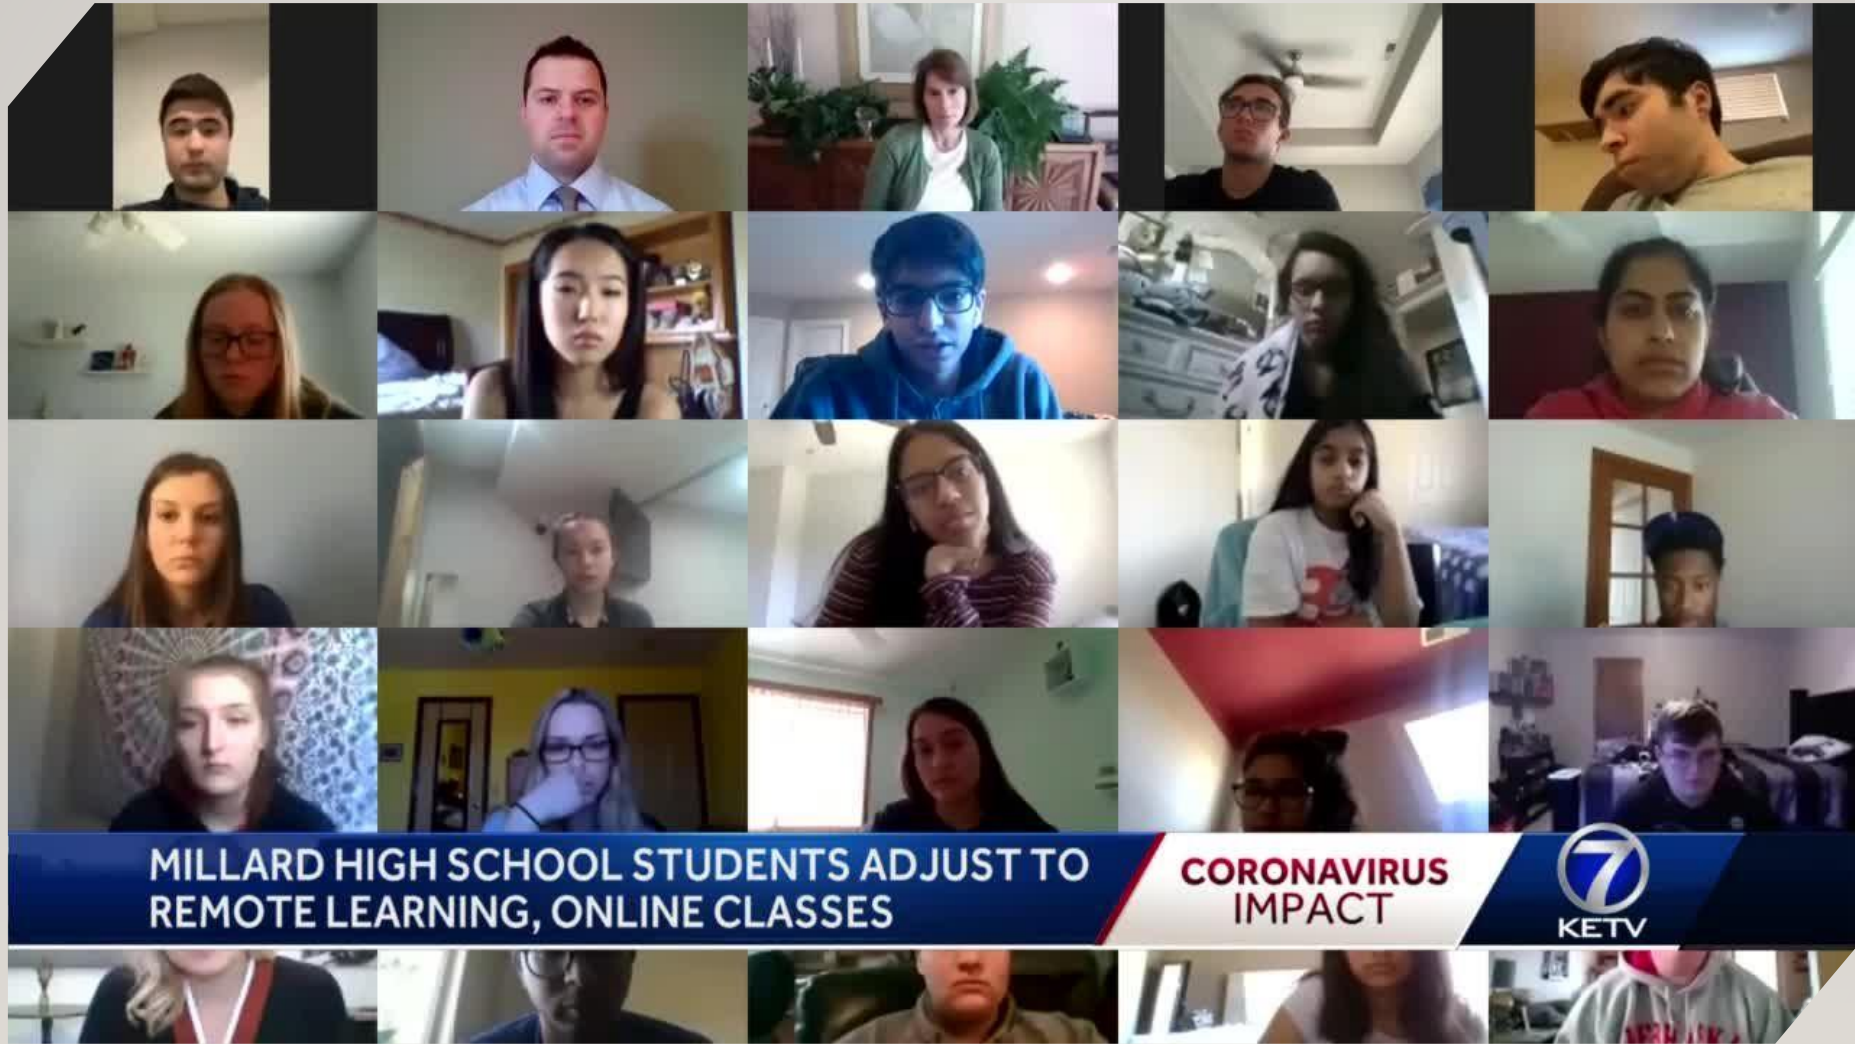 MILLARD HIGH SCHOOL STUDENTS ADJUST TO
REMOTE LEARNING, ONLINE CLASSES
CORONAVIRUS
IMPACT
7
KETV